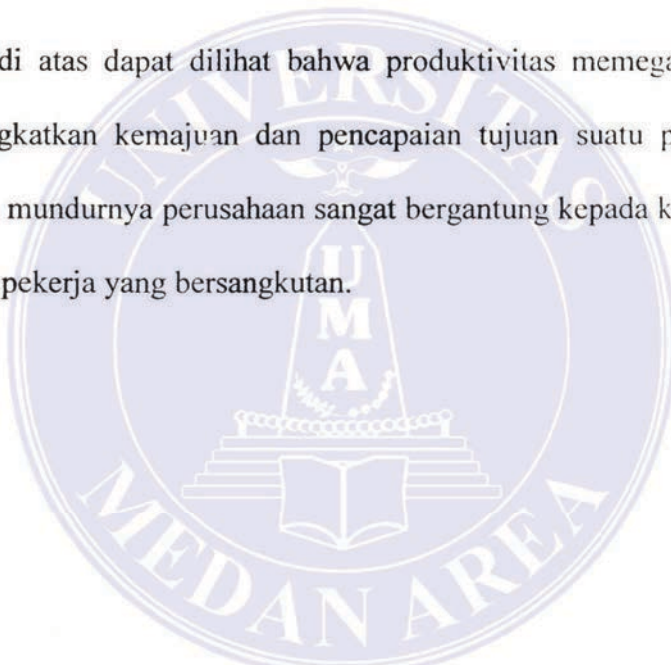 di atas dapat dilihat bahwa produktivitas memega
gkatkan kemajuan dan pencapaian tujuan suatu p
mundurnya perusahaan sangat bergantung kepada k
pekerja yang bersangkutan.
UNIVERSITAS
UMA
MEDAN AREA